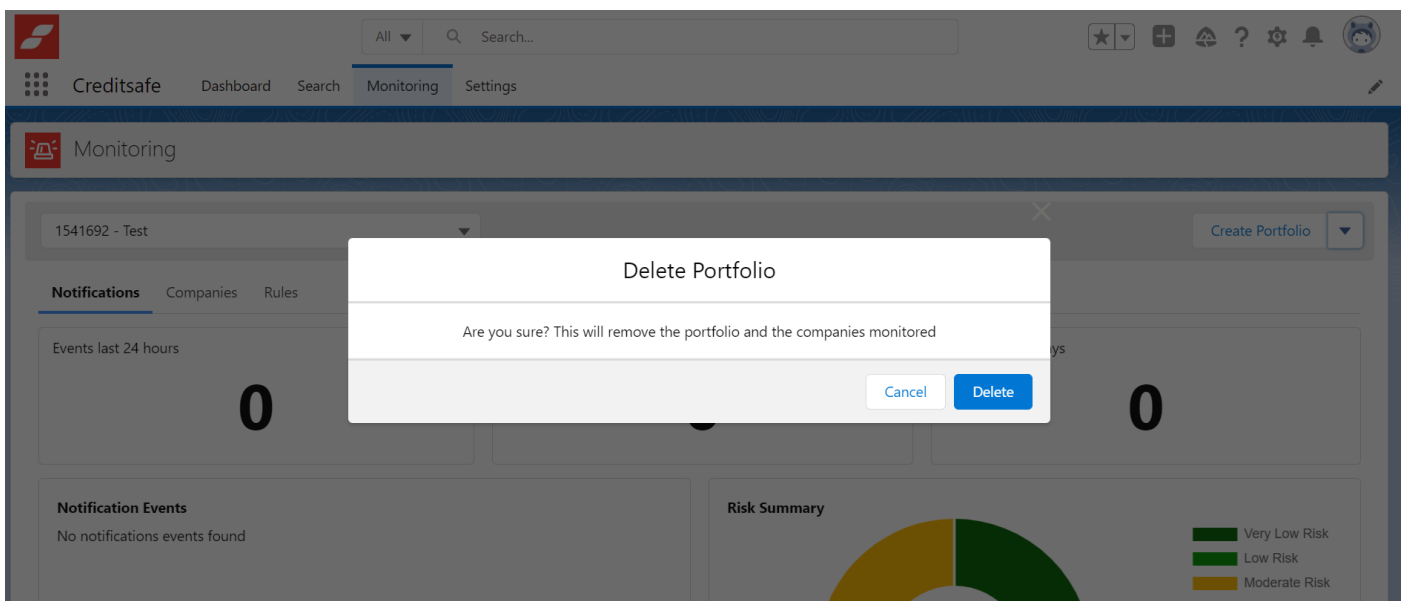 All Search...
Creditsafe Dashboard Search Monitoring Settings
Monitoring
1541692 - Test
Create Portfolio
Delete Portfolio
Notifications Companies Rules
Are you sure? This will remove the portfolio and the companies monitored
Events last 24 hours
ys
Cancel Delete
0 0
Notification Events
No notifications events found
Risk Summary
Very Low Risk
Low Risk
Moderate Risk